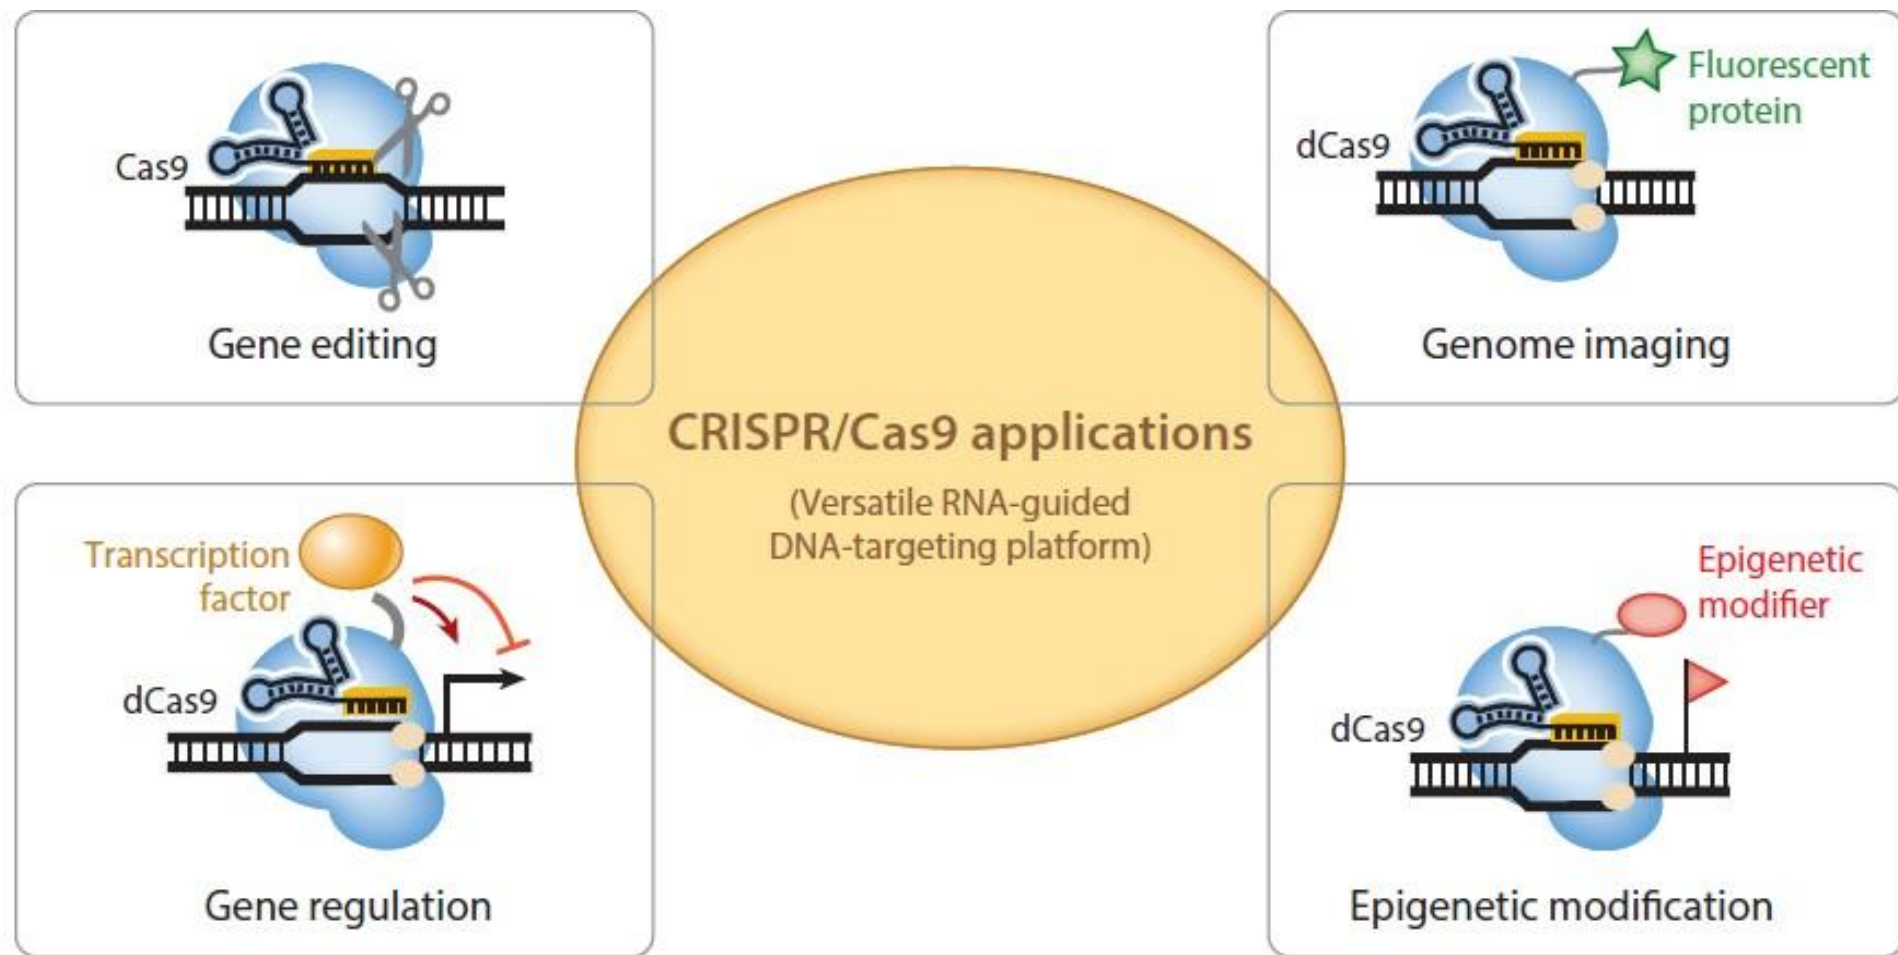 Cas9
Gene editing
dCas9
Fluorescent
protein
Genome imaging
CRISPR/Cas9 applications
(Versatile RNA-guided
DNA-targeting platform)
Transcription
factor
dCas9
Gene regulation
Epigenetic
modifier
dCas9
Epigenetic modification